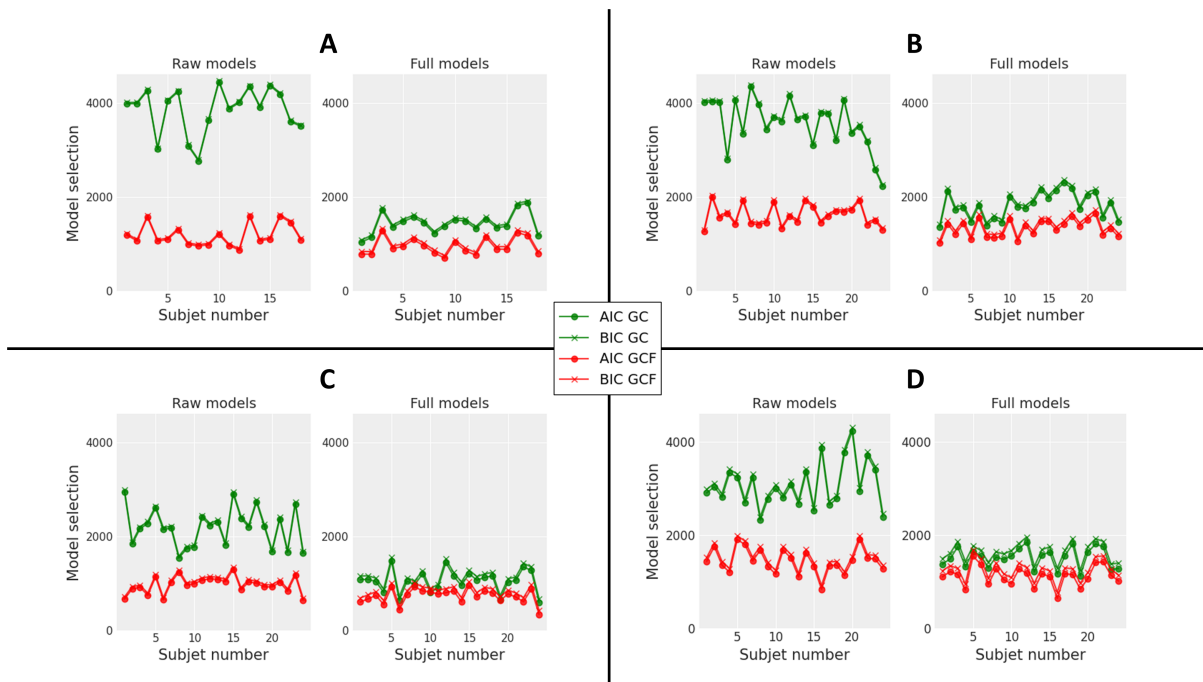 A
Raw models
Full models
Model selection
4000
2000
0
5
10
15
Subjet number
4000
2000
0
5
10
15
Subjet number
B
Raw models
Full models
Model selection
4000
2000
0
5
10
15
20
Subjet number
4000
2000
0
5
10
15
20
Subjet number
AIC GC
BIC GC
AIC GCF
BIC GCF
C
Raw models
Full models
Model selection
4000
2000
0
5
10
15
20
Subjet number
4000
2000
0
5
10
15
20
Subjet number
D
Raw models
Full models
Model selection
4000
2000
0
5
10
15
20
Subjet number
4000
2000
0
5
10
15
20
Subjet number